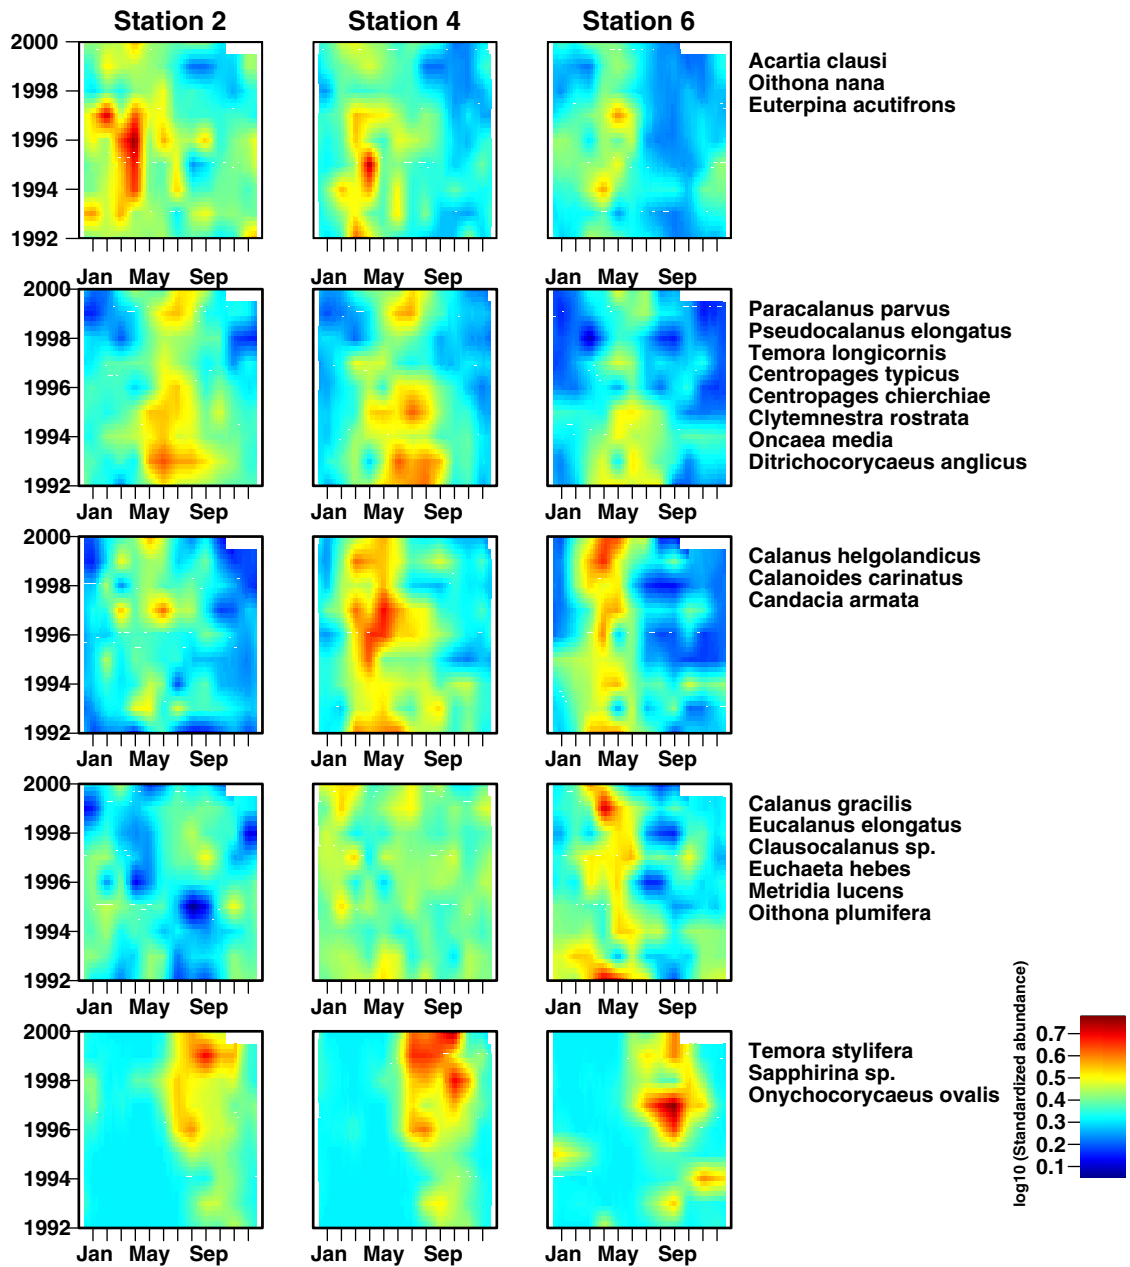 Station 2 Station 4 Station 6
2000
1998
1996
1994
1992
Acartia clausi
Oithona nana
Euterpina acutifrons
Jan May Sep Jan May Sep Jan May Sep
2000
1998
1996
1994
1992
Paracalanus parvus
Pseudocalanus elongatus
Temora longicornis
Centropages typicus
Centropages chierchiae
Clytemnestra rostrata
Oncaea media
Ditrichocorycaeus anglicus
Jan May Sep Jan May Sep Jan May Sep
2000
1998
1996
1994
1992
Calanus helgolandicus
Calanoides carinatus
Candacia armata
Jan May Sep Jan May Sep Jan May Sep
2000
1998
1996
1994
1992
Calanus gracilis
Eucalanus elongatus
Clausocalanus sp.
Euchaeta hebes
Metridia lucens
Oithona plumifera
Jan May Sep Jan May Sep Jan May Sep
2000
1998
1996
1994
1992
Temora stylifera
Sapphirina sp.
Onychocorycaeus ovalis
Jan May Sep Jan May Sep Jan May Sep
log10 (Standardized abundance)
0.7
0.6
0.5
0.4
0.3
0.2
0.1